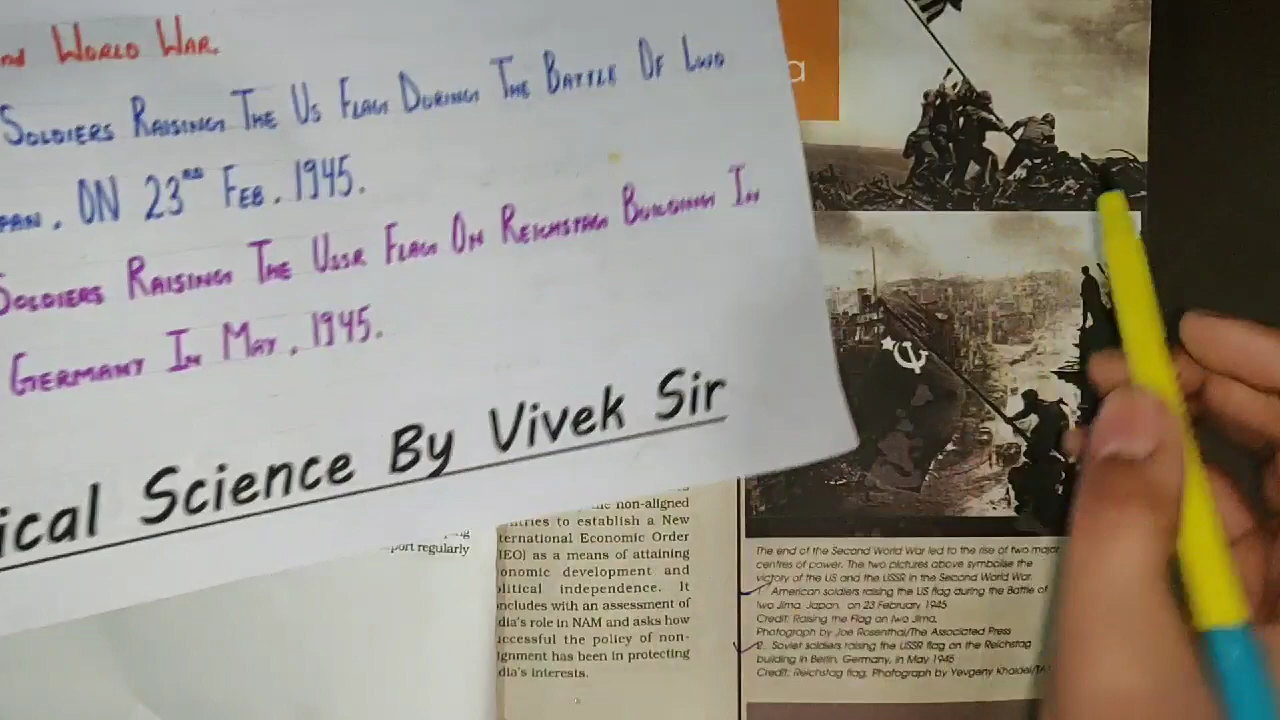 nd WORLD WAR.
SOLDIERS RAISING THE US FLAG DURING THE BATTLE OF IWO
PAN, ON 23RD FEB, 1945.
SOLDIERS RAISING THE USSR FLAG ON REICHSTAG BUILDING IN
GERMANY IN MAY, 1945.
ical Science By Vivek Sir
a
port regularly
non-aligned
ntries to establish a New
ternational Economic Order
IEO) as a means of attaining
onomic development and
olitical independence. It
ncludes with an assessment of
dia's role in NAM and asks how
uccessful the policy of non-
ignment has been in protecting
dia's interests.
The end of the Second World War led to the rise of two major
centres of power. The two pictures above symbolise the
victory of the US and the USSR in the Second World War.
1. American soldiers raising the US flag during the Battle of
Iwo Jima, Japan, on 23 February 1945
Credit: Raising the Flag on Iwo Jima,
Photograph by Joe Rosenthal/The Associated Press
2. Soviet soldiers raising the USSR flag on the Reichstag
building in Berlin, Germany, in May 1945
Credit: Reichstag flag, Photograph by Yevgeny Khaldei/TA